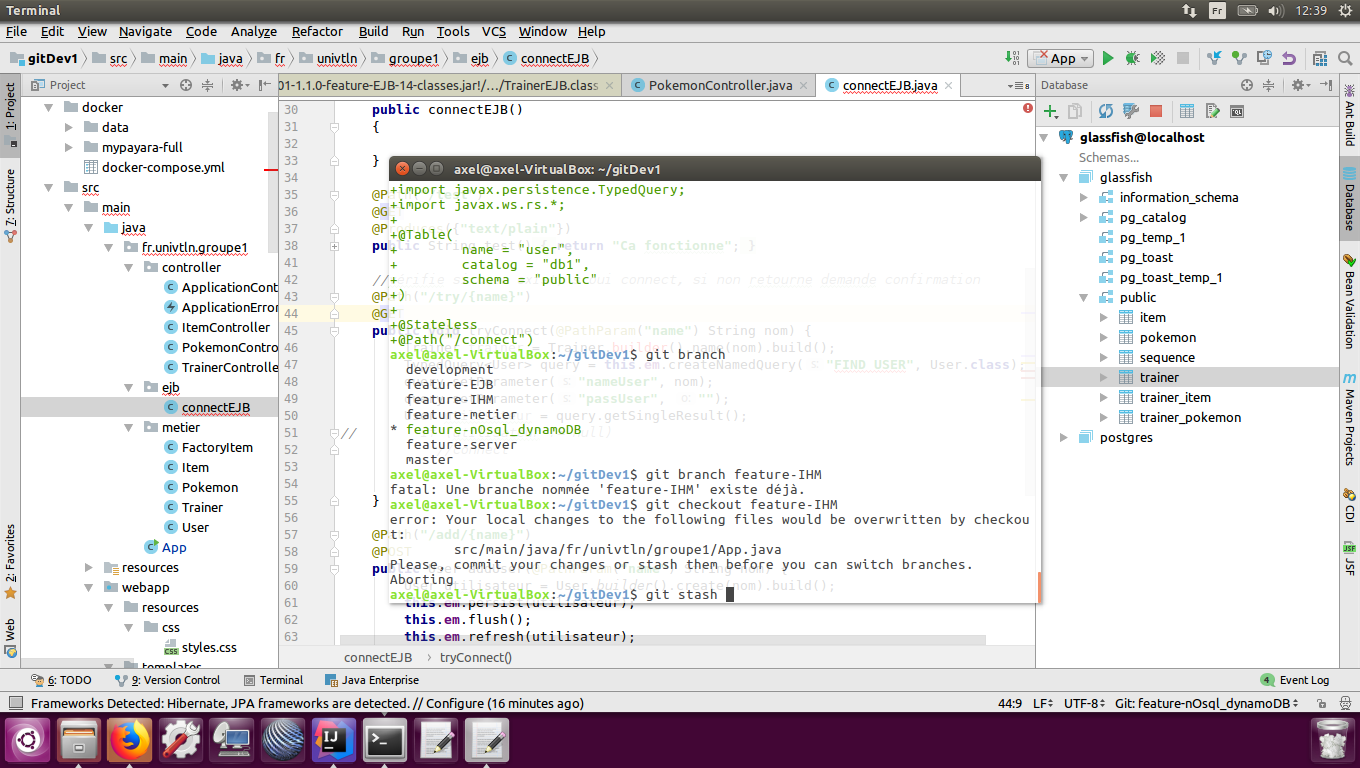 Terminal
Fr
12:39
File Edit View Navigate Code Analyze Refactor Build Run Tools VCS Window Help
gitDev1 src main java fr univtln groupe1 ejb connectEJB
App
Project
01-1.1.0-feature-EJB-14-classes.jar!/.../TrainerEJB.class
PokemonController.java
connectEJB.java
Database
1: Project
7: Structure
2: Favorites
Web
docker
data
mypayara-full
docker-compose.yml
src
main
java
fr.univtln.groupe1
controller
ApplicationCont
ApplicationError
ItemController
PokemonContro
TrainerControlle
ejb
connectEJB
metier
FactoryItem
Item
Pokemon
Trainer
User
App
resources
webapp
resources
css
styles.css
templates
30 public connectEJB()
31 {
32
33 }
35
36
37
38 public String test() { return "Ca fonctionne"; }
41
42
43
44
45
46
47
48
49
50
51 //
52
53
54
55 }
56
57
58
59
60
61 this.em.persist(utilisateur);
62 this.em.flush();
63 this.em.refresh(utilisateur);
connectEJB tryConnect()
axel@axel-VirtualBox: ~/gitDev1
+import javax.persistence.TypedQuery;
+import javax.ws.rs.*;
+
+@Table(
+ name = "user",
+ catalog = "db1",
+ schema = "public"
+)
+
+@Stateless
+@Path("/connect")
axel@axel-VirtualBox:~/gitDev1$ git branch
development
feature-EJB
feature-IHM
feature-metier
* feature-nOsql_dynamoDB
feature-server
master
axel@axel-VirtualBox:~/gitDev1$ git branch feature-IHM
fatal: Une branche nommée 'feature-IHM' existe déjà.
axel@axel-VirtualBox:~/gitDev1$ git checkout feature-IHM
error: Your local changes to the following files would be overwritten by checkou
t:
src/main/java/fr/univtln/groupe1/App.java
Please, commit your changes or stash them before you can switch branches.
Aborting
axel@axel-VirtualBox:~/gitDev1$ git stash
glassfish@localhost
Schemas...
glassfish
information_schema
pg_catalog
pg_temp_1
pg_toast
pg_toast_temp_1
public
item
pokemon
sequence
trainer
trainer_item
trainer_pokemon
postgres
Ant Build
Database
Bean Validation
Maven Projects
CDI
JSF
6: TODO 9: Version Control Terminal Java Enterprise
4 Event Log
Frameworks Detected: Hibernate, JPA frameworks are detected. // Configure (16 minutes ago)
44:9 LF UTF-8 Git: feature-nOsql_dynamoDB